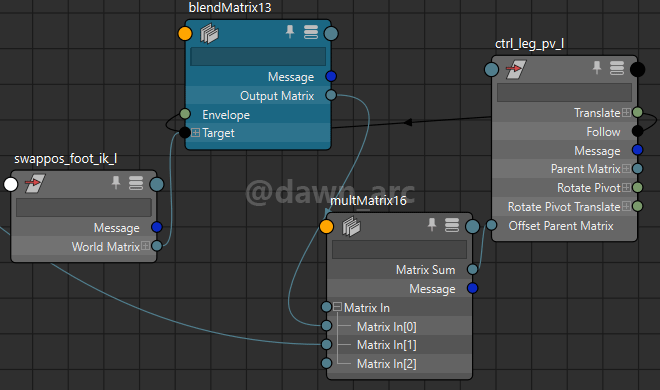 blendMatrix13
Message
Output Matrix
Envelope
Target
ctrl_leg_pv_l
Translate
Follow
Message
Parent Matrix
Rotate Pivot
Rotate Pivot Translate
Offset Parent Matrix
swappos_foot_ik_l
Message
World Matrix
@dawn_arc
multMatrix16
Matrix Sum
Message
Matrix In
Matrix In[0]
Matrix In[1]
Matrix In[2]